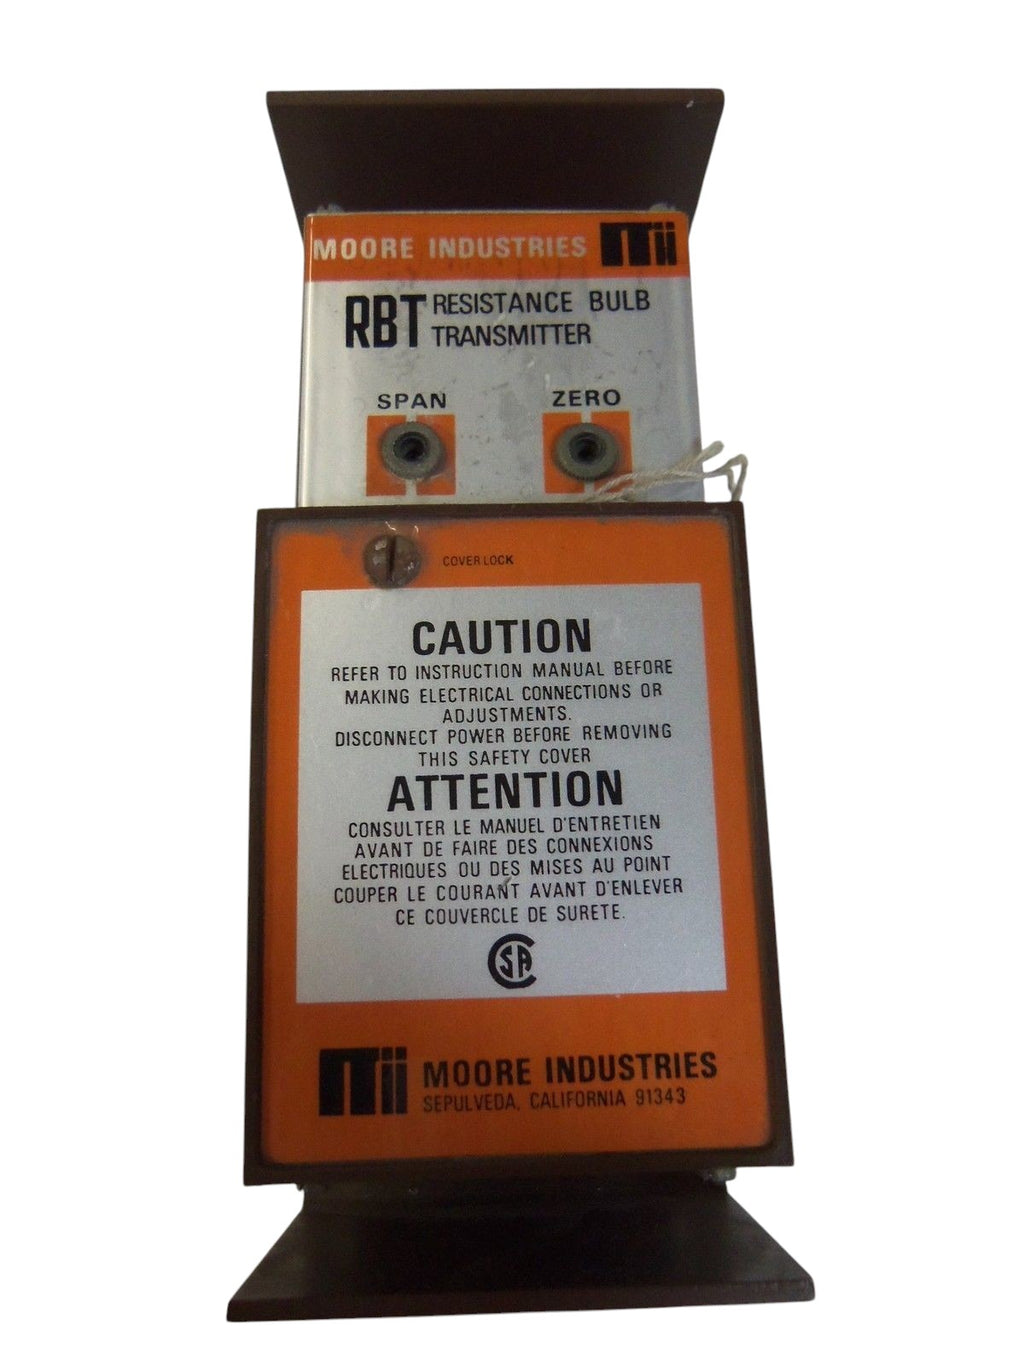 MOORE INDUSTRIES Mii
RBT RESISTANCE BULB
TRANSMITTER
SPAN ZERO
COVER LOCK
CAUTION
REFER TO INSTRUCTION MANUAL BEFORE
MAKING ELECTRICAL CONNECTIONS OR
ADJUSTMENTS.
DISCONNECT POWER BEFORE REMOVING
THIS SAFETY COVER
ATTENTION
CONSULTER LE MANUEL D'ENTRETIEN
AVANT DE FAIRE DES CONNEXIONS
ELECTRIQUES OU DES MISES AU POINT
COUPER LE COURANT AVANT D'ENLEVER
CE COUVERCLE DE SURETE.
CSA
Mii MOORE INDUSTRIES
SEPULVEDA, CALIFORNIA 91343